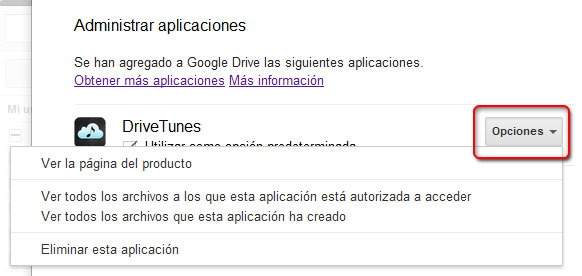 Administrar aplicaciones
Se han agregado a Google Drive las siguientes aplicaciones.
Obtener más aplicaciones Más información
Mi u
DriveTunes
Opciones
Utilizar como opción predeterminada
Ver la página del producto
Ver todos los archivos a los que esta aplicación está autorizada a acceder
Ver todos los archivos que esta aplicación ha creado
Eliminar esta aplicación